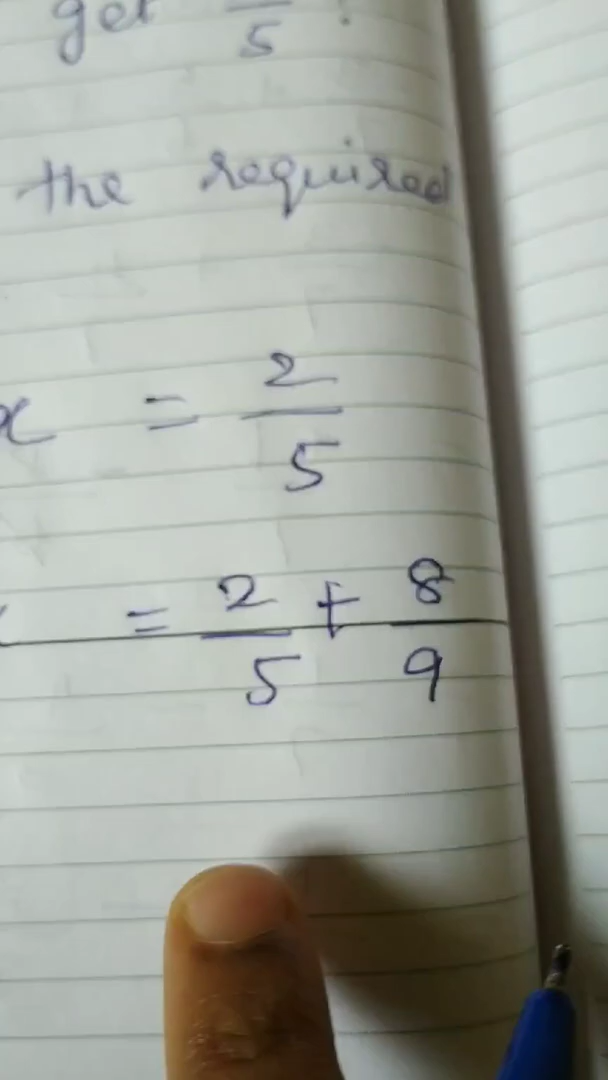 get /5 ?
the required
x = 2/5
= 2/5 + 8/9